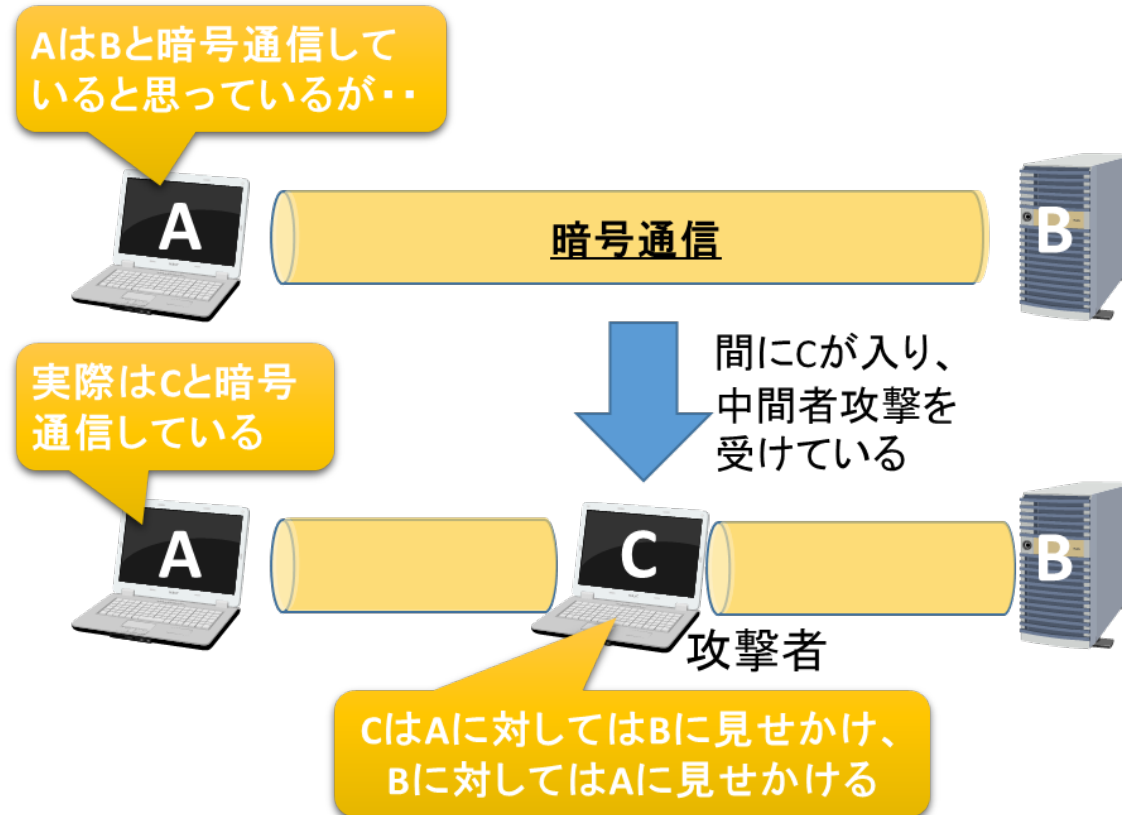 AはBと暗号通信して
いると思っているが・・
A
暗号通信
B
間にCが入り、
中間者攻撃を
受けている
実際はCと暗号
通信している
A
C
B
攻撃者
CはAに対してはBに見せかけ、
Bに対してはAに見せかける